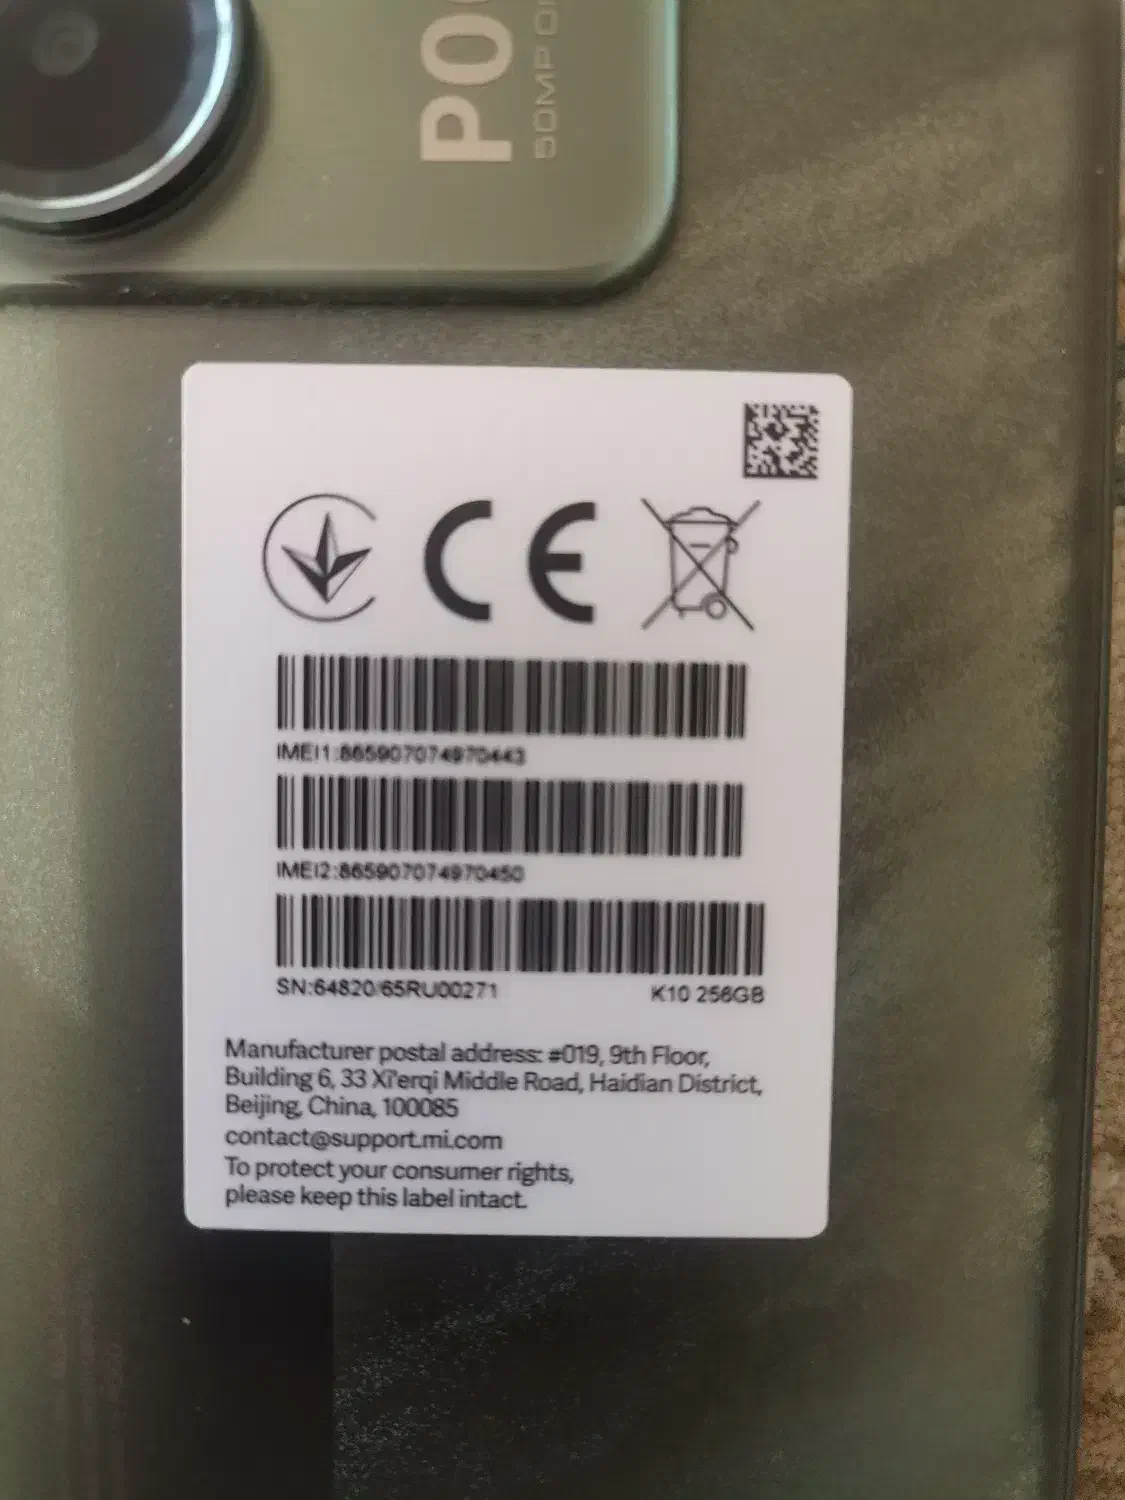 PO
50MP O
CE
IMEI1:865907074970443
IMEI2:865907074970450
SN:64820/65RU00271
K10 256GB
Manufacturer postal address: #019, 9th Floor,
Building 6, 33 Xi'erqi Middle Road, Haidian District,
Beijing, China, 100085
contact@support.mi.com
To protect your consumer rights,
please keep this label intact.